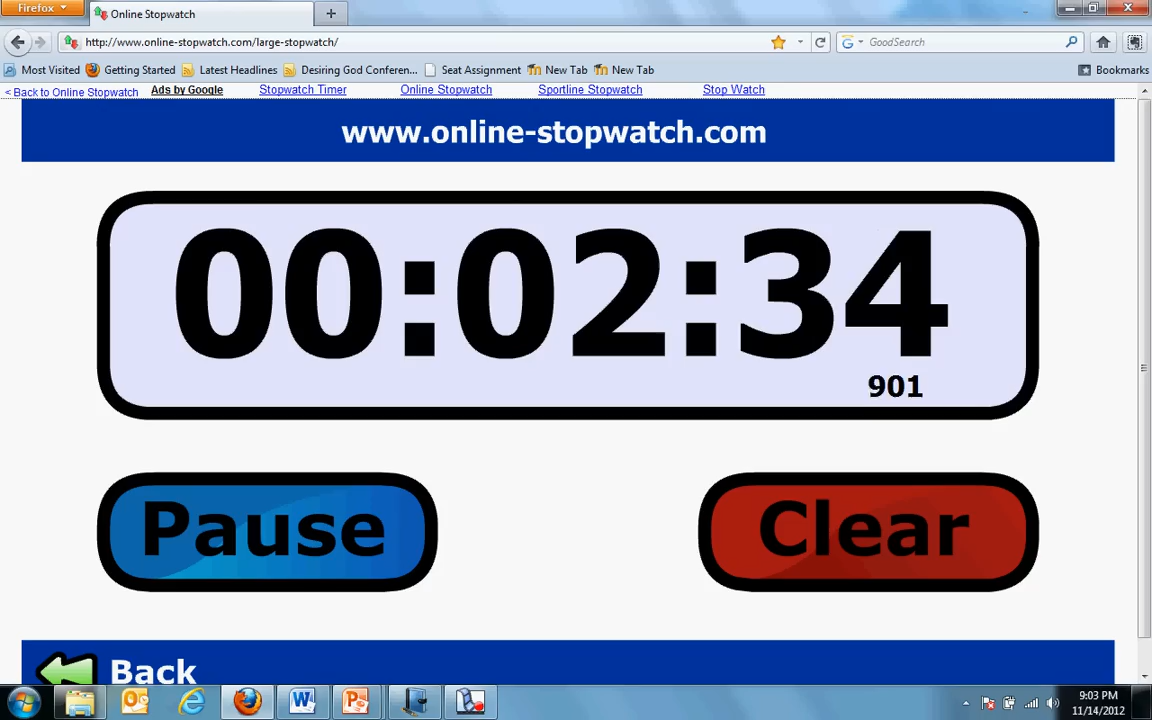 Firefox
Online Stopwatch
http://www.online-stopwatch.com/large-stopwatch/
GoodSearch
Most Visited Getting Started Latest Headlines Desiring God Conferen... Seat Assignment New Tab New Tab Bookmarks
< Back to Online Stopwatch Ads by Google Stopwatch Timer Online Stopwatch Sportline Stopwatch Stop Watch
www.online-stopwatch.com
00:02:34
901
Pause Clear
Back
9:03 PM
11/14/2012